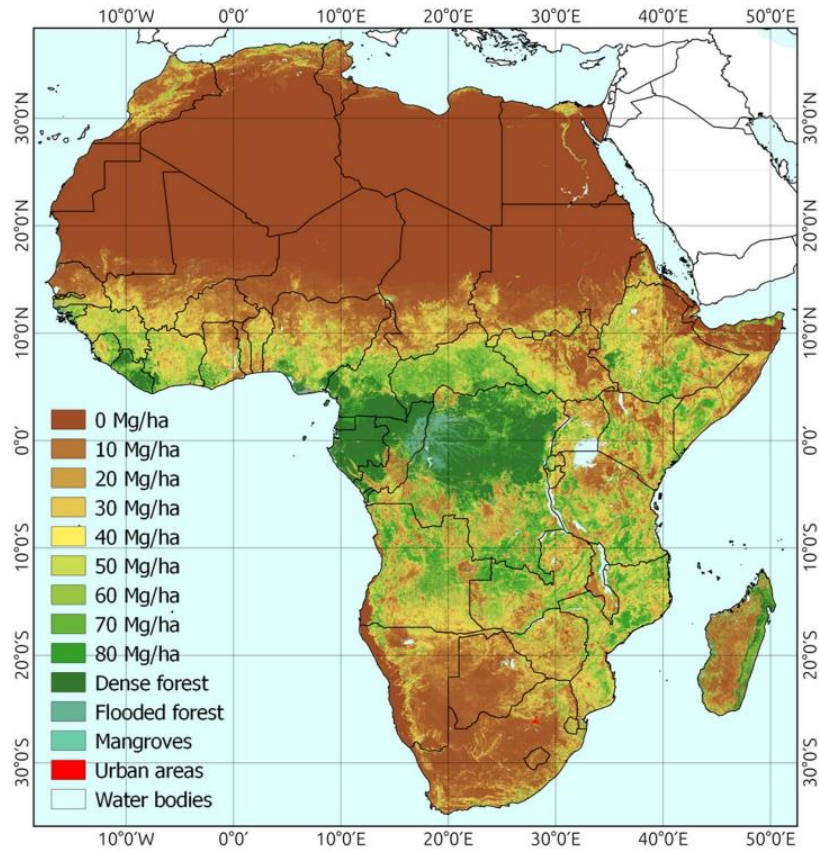 10°W 0°0′ 10°0′E 20°0′E 30°0′E 40°0′E 50°0′E
30°0′N 30°0′N
20°0′N 20°0′N
10°0′N 10°0′N
0°0′ 0°0′
10°0′S 10°0′S
20°0′S 20°0′S
30°0′S 30°0′S
0 Mg/ha
10 Mg/ha
20 Mg/ha
30 Mg/ha
40 Mg/ha
50 Mg/ha
60 Mg/ha
70 Mg/ha
80 Mg/ha
Dense forest
Flooded forest
Mangroves
Urban areas
Water bodies
10°0′W 0°0′ 10°0′E 20°0′E 30°0′E 40°0′E 50°0′E